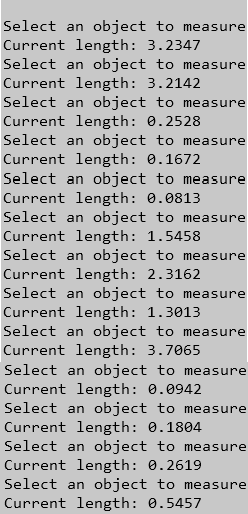 Select an object to measure
Current length: 3.2347
Select an object to measure
Current length: 3.2142
Select an object to measure
Current length: 0.2528
Select an object to measure
Current length: 0.1672
Select an object to measure
Current length: 0.0813
Select an object to measure
Current length: 1.5458
Select an object to measure
Current length: 2.3162
Select an object to measure
Current length: 1.3013
Select an object to measure
Current length: 3.7065
Select an object to measure
Current length: 0.0942
Select an object to measure
Current length: 0.1804
Select an object to measure
Current length: 0.2619
Select an object to measure
Current length: 0.5457